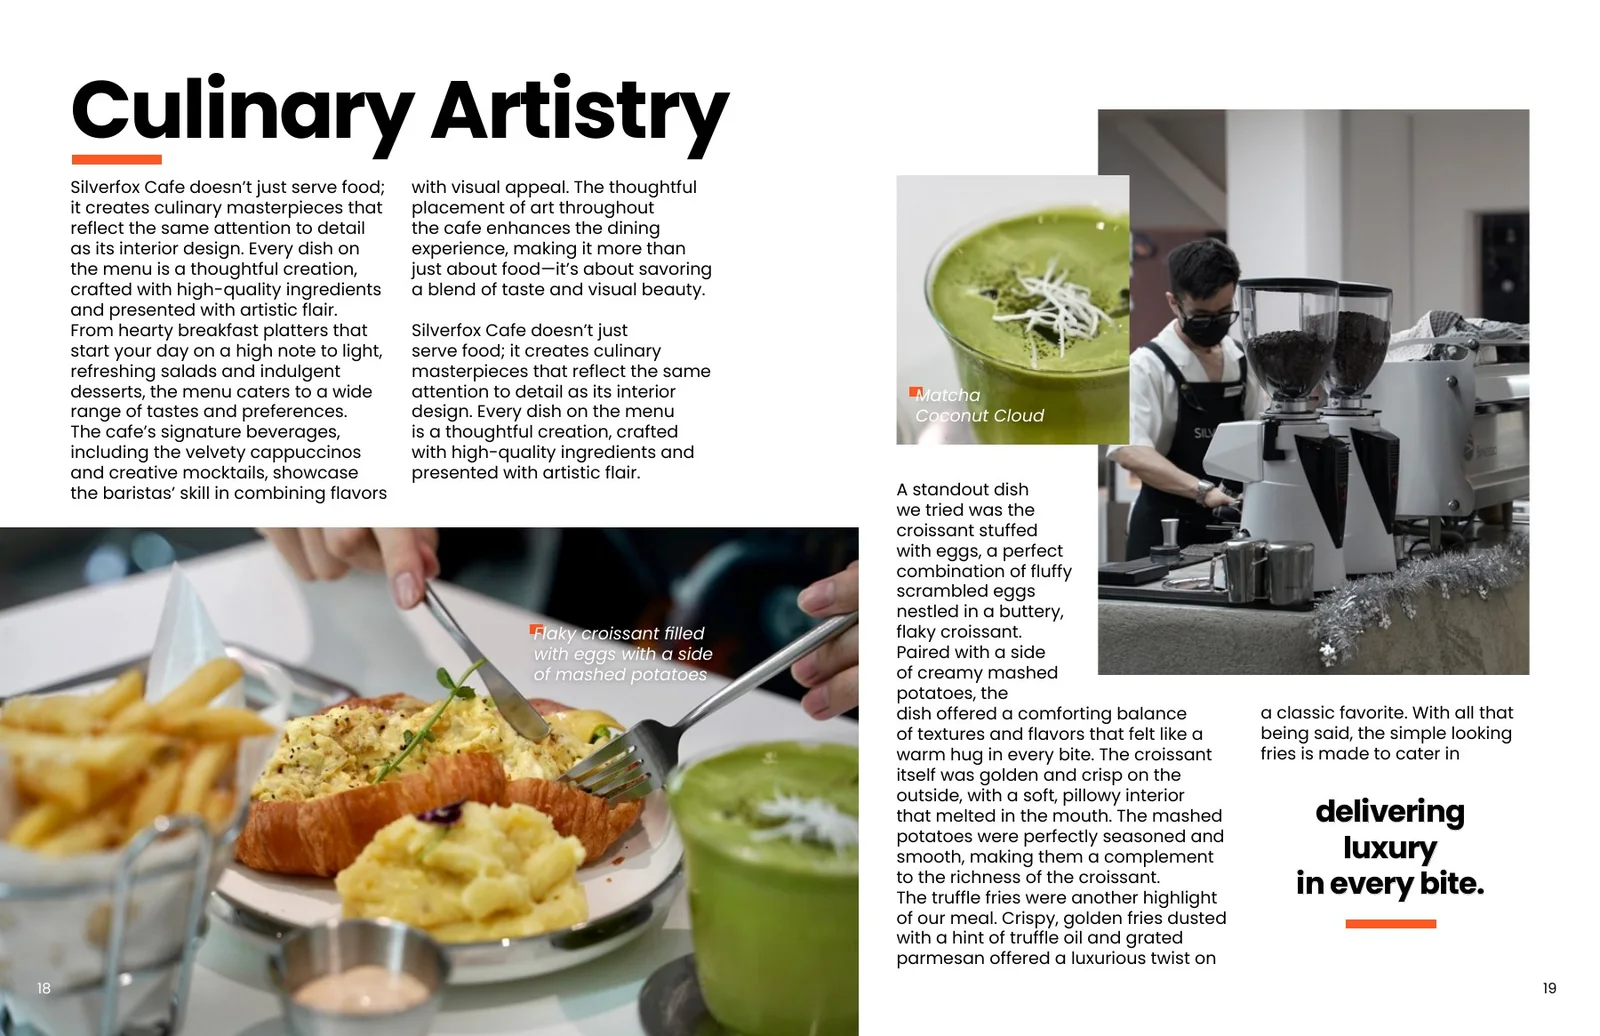 Culinary Artistry
Silverfox Cafe doesn’t just serve food;
it creates culinary masterpieces that
reflect the same attention to detail
as its interior design. Every dish on
the menu is a thoughtful creation,
crafted with high-quality ingredients
and presented with artistic flair.
From hearty breakfast platters that
start your day on a high note to light,
refreshing salads and indulgent
desserts, the menu caters to a wide
range of tastes and preferences.
The cafe’s signature beverages,
including the velvety cappuccinos
and creative mocktails, showcase
the baristas’ skill in combining flavors
with visual appeal. The thoughtful
placement of art throughout
the cafe enhances the dining
experience, making it more than
just about food—it’s about savoring
a blend of taste and visual beauty.
Silverfox Cafe doesn’t just
serve food; it creates culinary
masterpieces that reflect the same
attention to detail as its interior
design. Every dish on the menu
is a thoughtful creation, crafted
with high-quality ingredients and
presented with artistic flair.
Flaky croissant filled
with eggs with a side
of mashed potatoes
18
Matcha
Coconut Cloud
SILV
A standout dish
we tried was the
croissant stuffed
with eggs, a perfect
combination of fluffy
scrambled eggs
nestled in a buttery,
flaky croissant.
Paired with a side
of creamy mashed
potatoes, the
dish offered a comforting balance
of textures and flavors that felt like a
warm hug in every bite. The croissant
itself was golden and crisp on the
outside, with a soft, pillowy interior
that melted in the mouth. The mashed
potatoes were perfectly seasoned and
smooth, making them a complement
to the richness of the croissant.
The truffle fries were another highlight
of our meal. Crispy, golden fries dusted
with a hint of truffle oil and grated
parmesan offered a luxurious twist on
a classic favorite. With all that
being said, the simple looking
fries is made to cater in
delivering
luxury
in every bite.
19